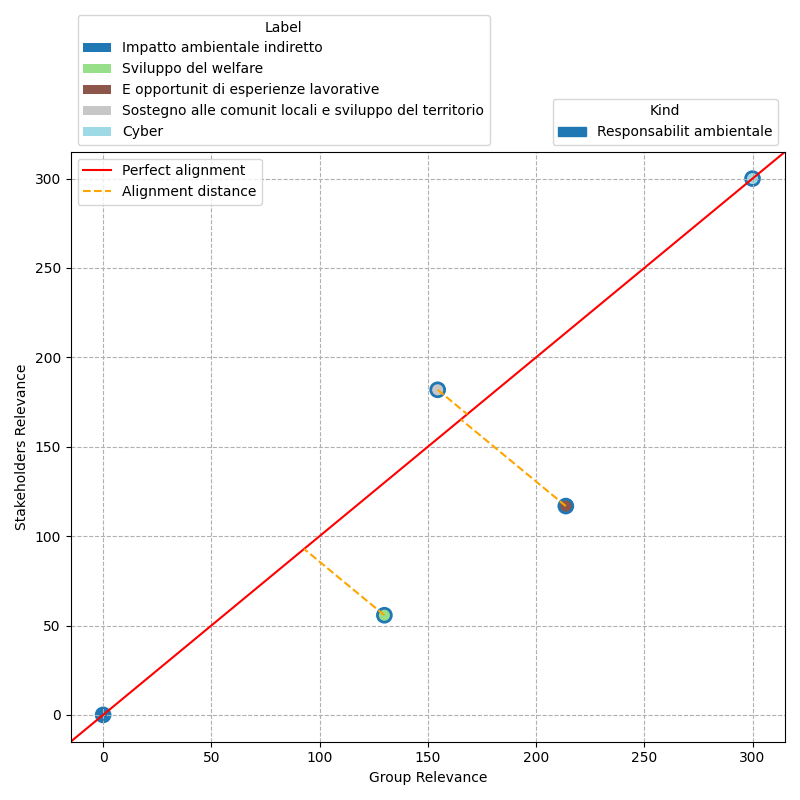 Label
Impatto ambientale indiretto
Sviluppo del welfare
E opportunit di esperienze lavorative
Sostegno alle comunit locali e sviluppo del territorio
Cyber
Kind
Responsabilit ambientale
Perfect alignment
Alignment distance
300
250
200
150
100
50
0
Stakeholders Relevance
0 50 100 150 200 250 300
Group Relevance